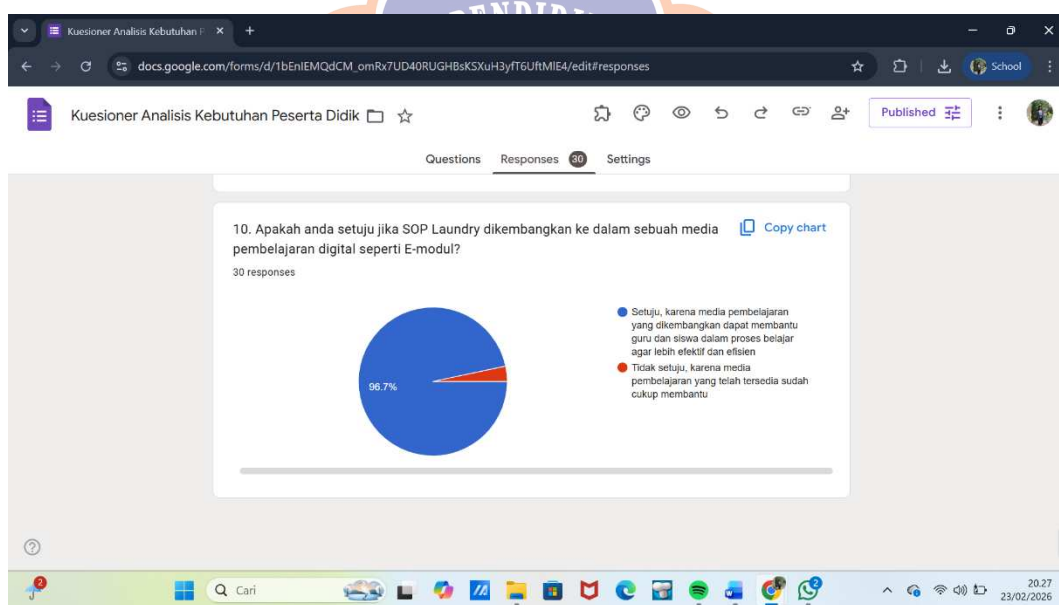 PENDIDIK
Kuesioner Analisis Kebutuhan P
docs.google.com/forms/d/1bEnIEMQdCM_omRx7UD40RUGHBsKSXuH3yfT6UftMlE4/edit#responses
School
Kuesioner Analisis Kebutuhan Peserta Didik
Published
Questions Responses 30 Settings
10. Apakah anda setuju jika SOP Laundry dikembangkan ke dalam sebuah media
pembelajaran digital seperti E-modul?
Copy chart
30 responses
96.7%
Setuju, karena media pembelajaran
yang dikembangkan dapat membantu
guru dan siswa dalam proses belajar
agar lebih efektif dan efisien
Tidak setuju, karena media
pembelajaran yang telah tersedia sudah
cukup membantu
2
Cari
2
20.27
23/02/2026